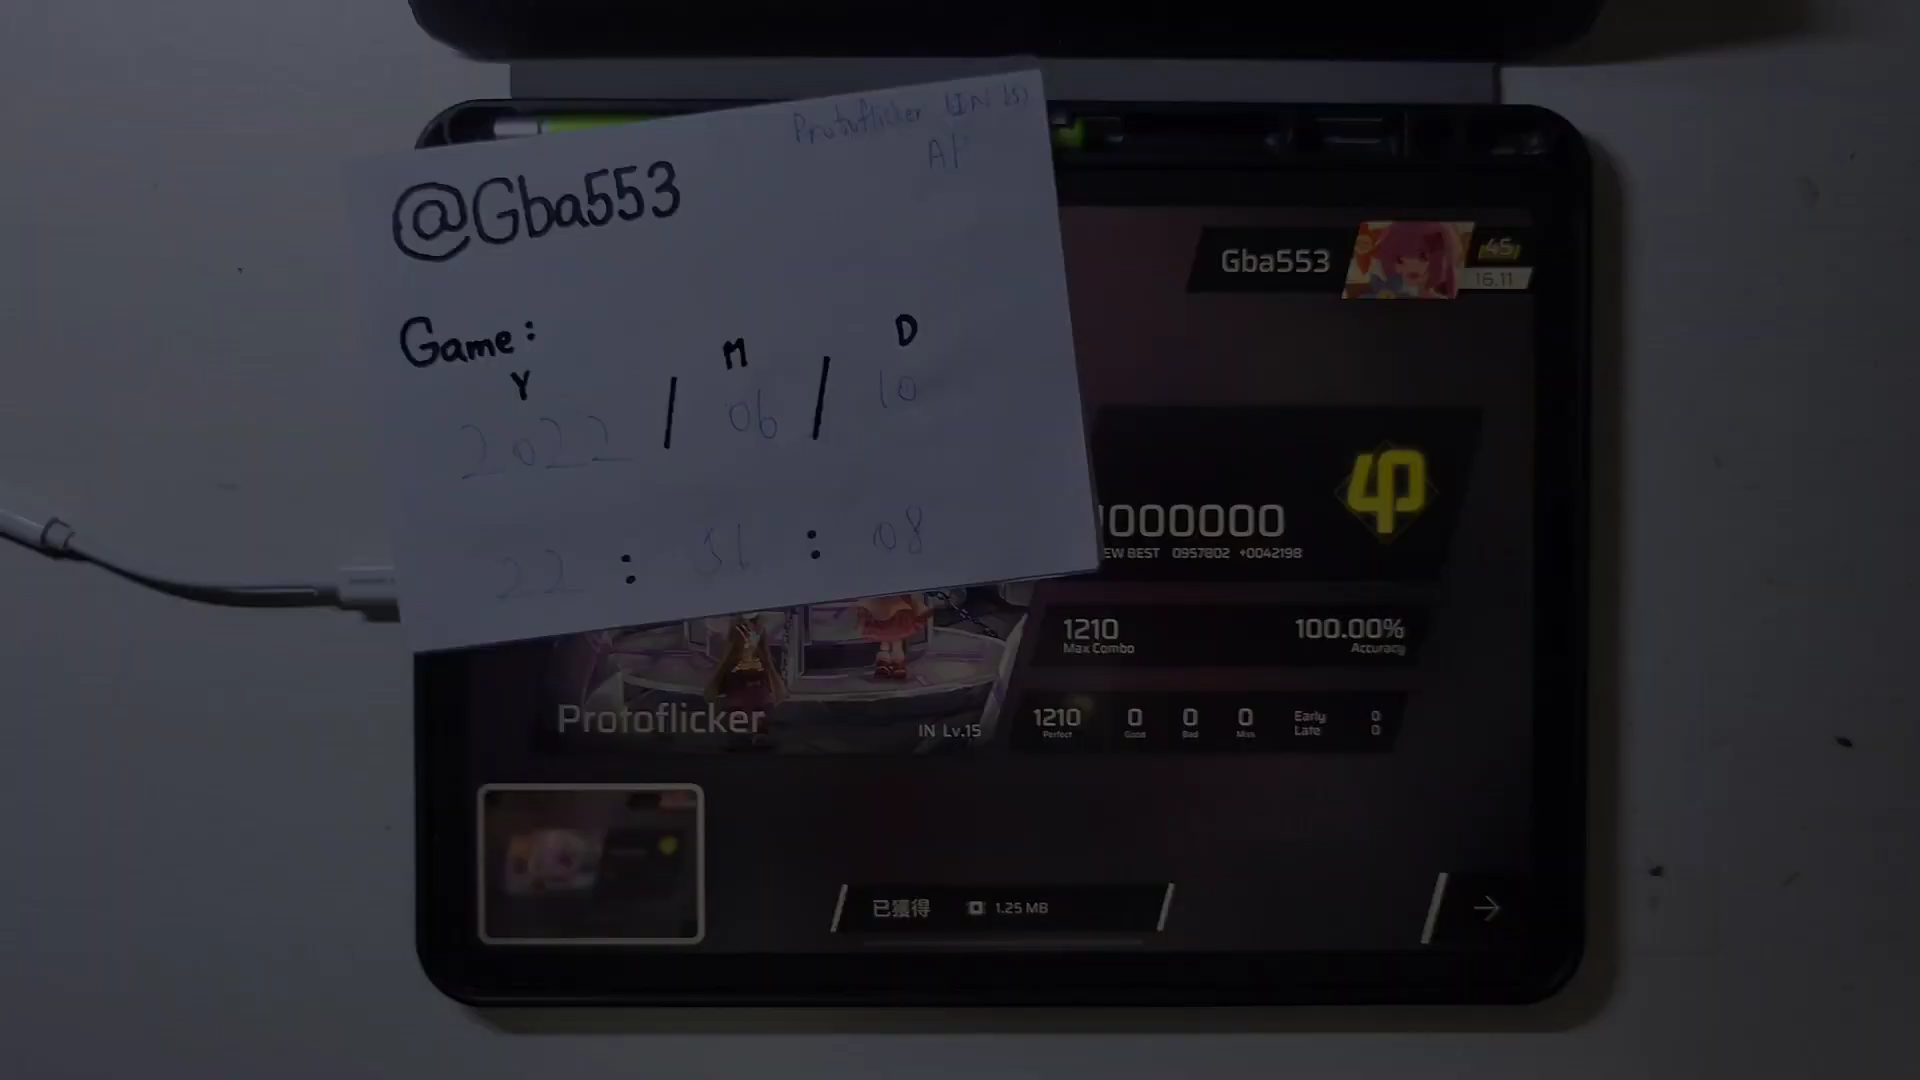 Protoflicker (IN 15)
AP
@Gba553
Game:
Y M D
2022 / 06 / 10
22 : 51 : 08
Gba553
45
16.11
1000000
EW BEST 0957802 +0042198
1210 100.00%
Max Combo Accuracy
Protoflicker IN Lv.15
1210 0 0 0
Perfect Good Bad Miss
Early 0
Late 0
已獲得 1.25 MB